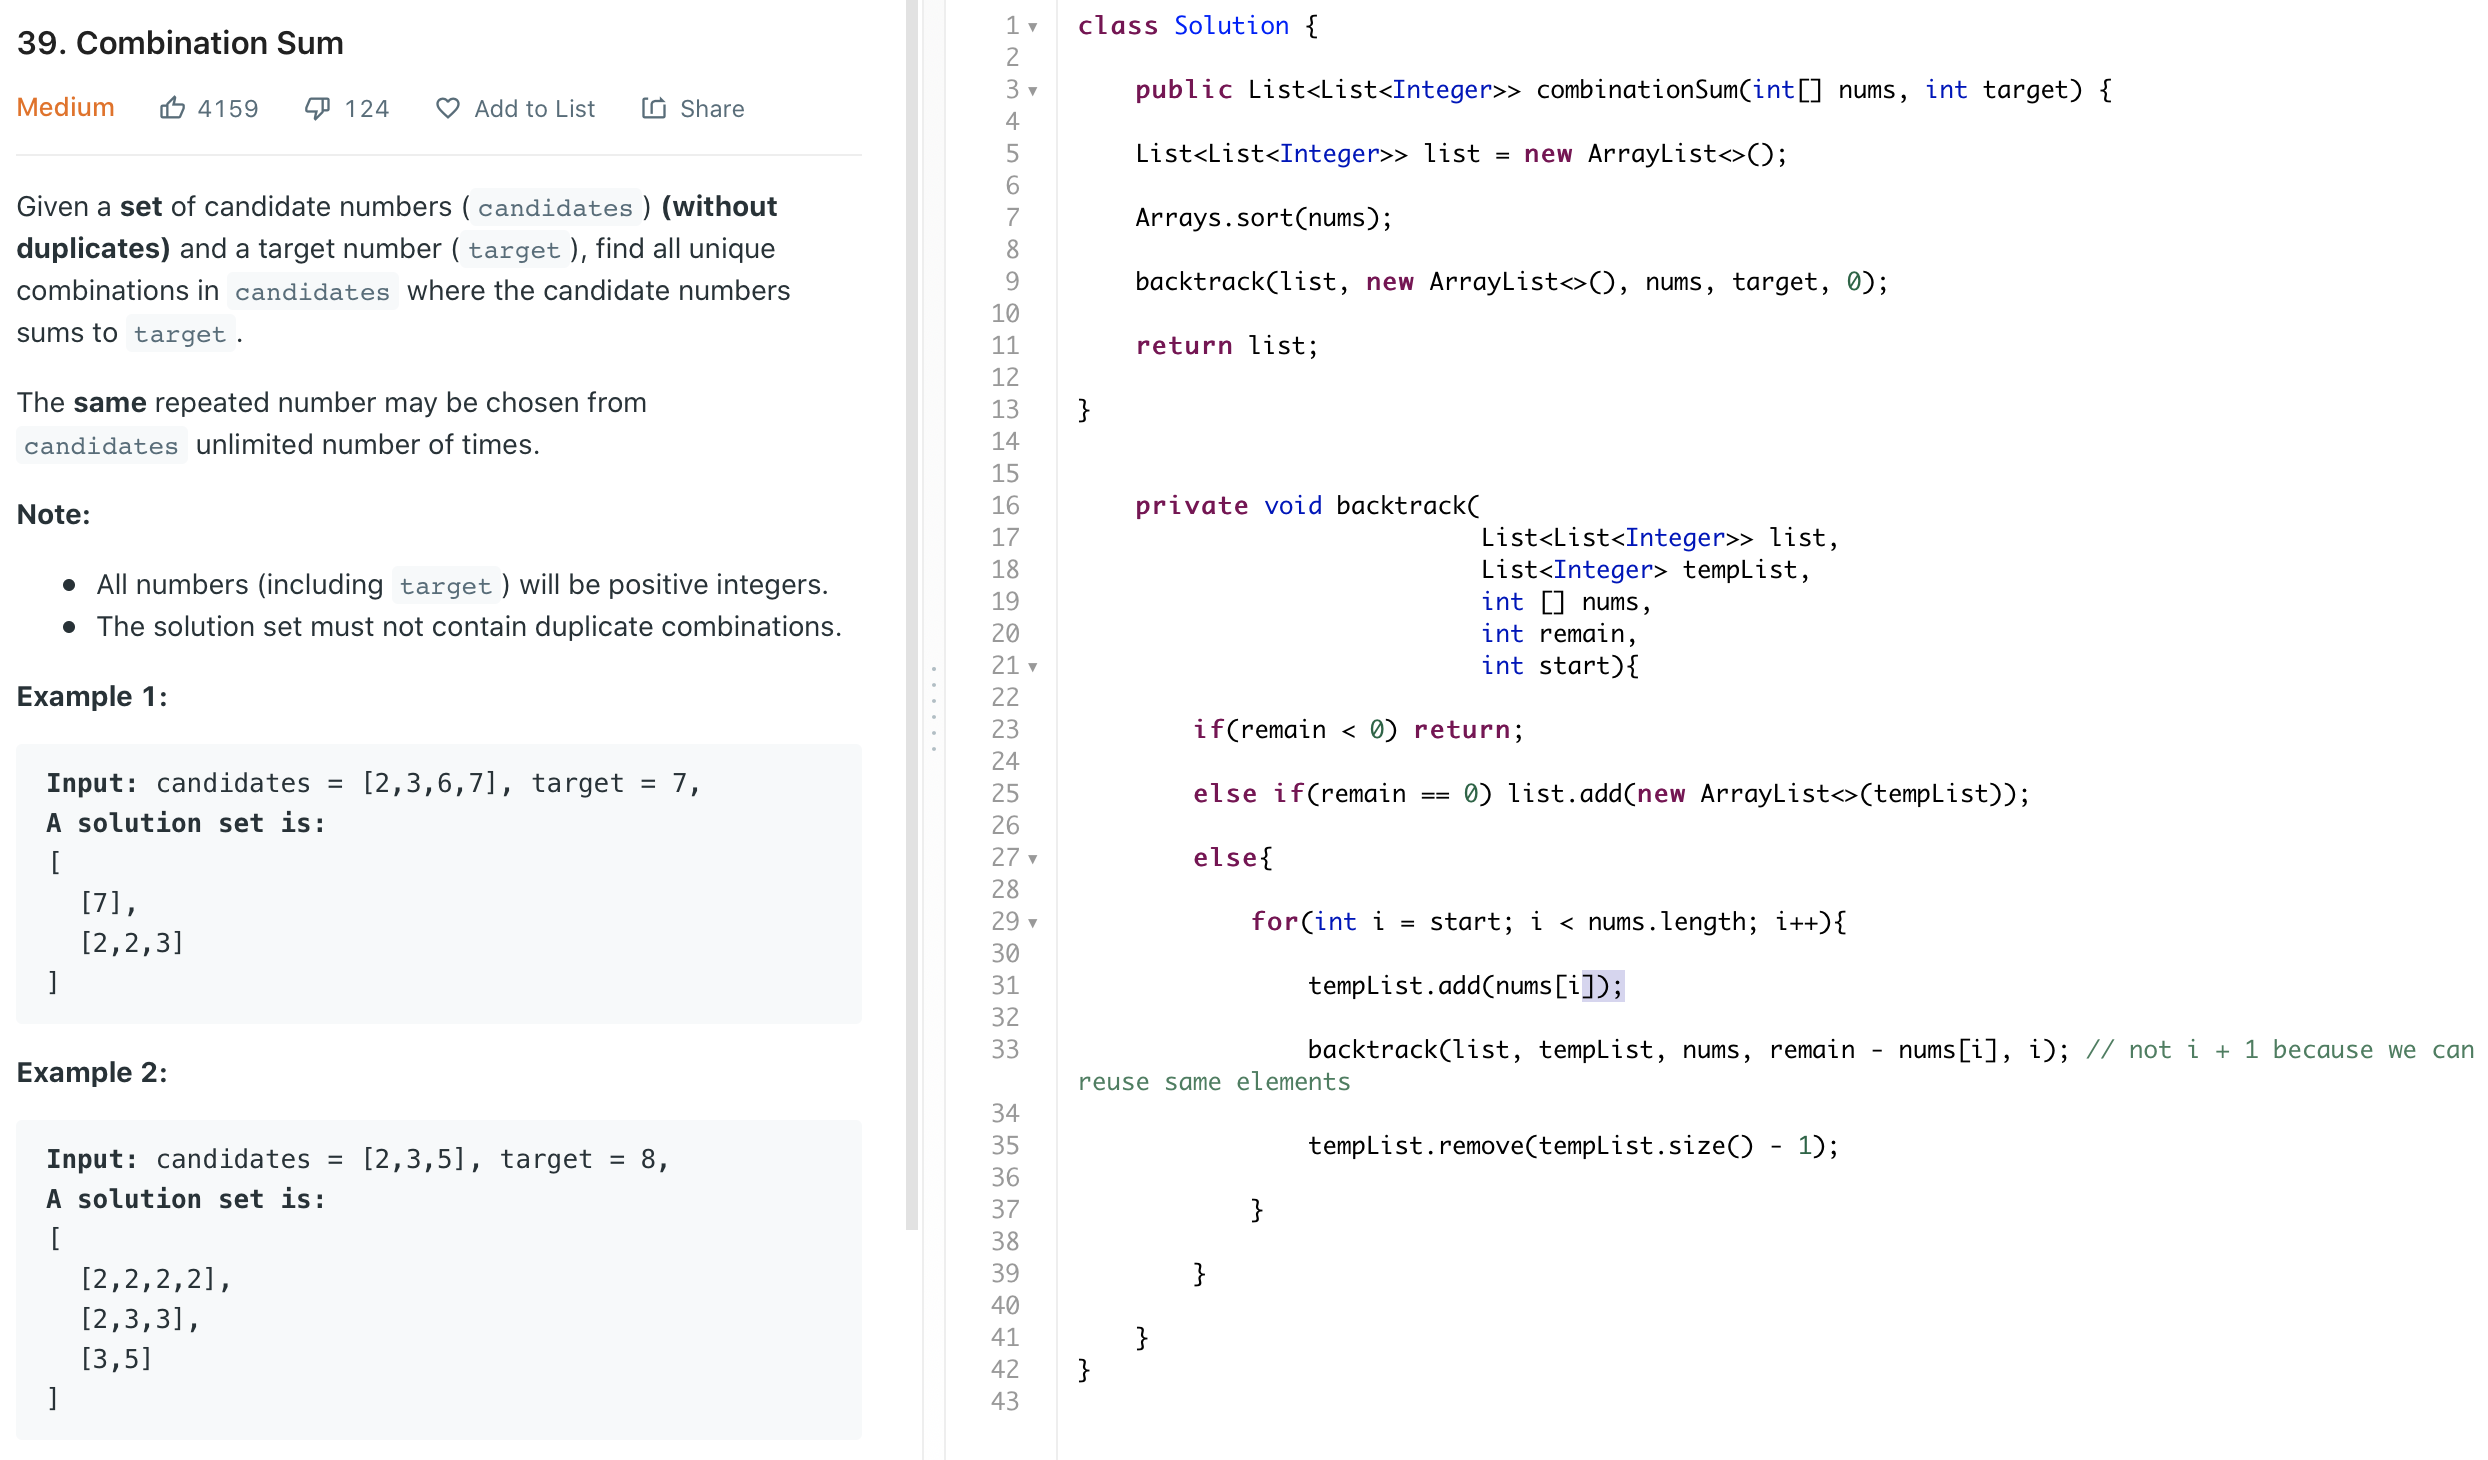 39. Combination Sum
Medium 4159 124 Add to List Share
Given a set of candidate numbers ( candidates ) (without
duplicates) and a target number ( target ), find all unique
combinations in candidates where the candidate numbers
sums to target .
The same repeated number may be chosen from
candidates unlimited number of times.
Note:
• All numbers (including target ) will be positive integers.
• The solution set must not contain duplicate combinations.
Example 1:
Input: candidates = [2,3,6,7], target = 7,
A solution set is:
[
  [7],
  [2,2,3]
]
Example 2:
Input: candidates = [2,3,5], target = 8,
A solution set is:
[
  [2,2,2,2],
  [2,3,3],
  [3,5]
]
1 class Solution {
2
3     public List<List<Integer>> combinationSum(int[] nums, int target) {
4
5     List<List<Integer>> list = new ArrayList<>();
6
7     Arrays.sort(nums);
8
9     backtrack(list, new ArrayList<>(), nums, target, 0);
10
11     return list;
12
13 }
14
15
16     private void backtrack(
17                             List<List<Integer>> list,
18                             List<Integer> tempList,
19                             int [] nums,
20                             int remain,
21                             int start){
22
23         if(remain < 0) return;
24
25         else if(remain == 0) list.add(new ArrayList<>(tempList));
26
27         else{
28
29             for(int i = start; i < nums.length; i++){
30
31                 tempList.add(nums[i]);
32
33                 backtrack(list, tempList, nums, remain - nums[i], i); // not i + 1 because we can
reuse same elements
34
35                 tempList.remove(tempList.size() - 1);
36
37             }
38
39         }
40
41     }
42 }
43